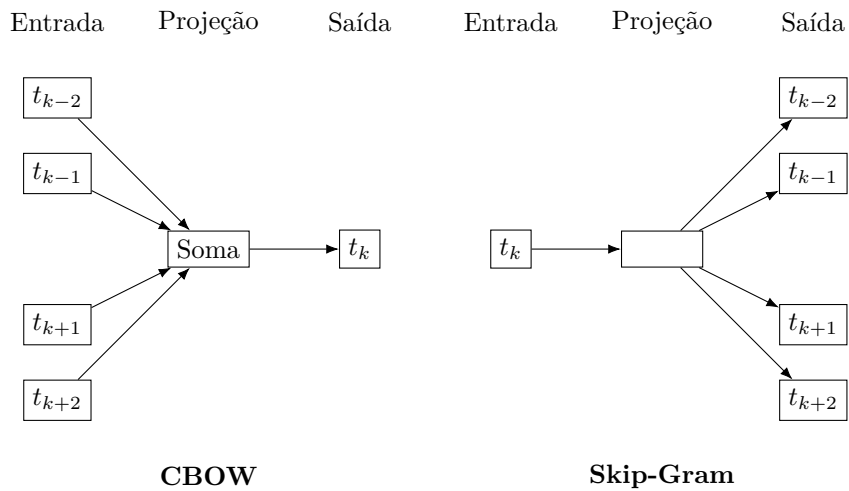 Entrada Projeção Saída
t_{k-2}
t_{k-1}
Soma
t_k
t_{k+1}
t_{k+2}
CBOW
Entrada Projeção Saída
t_{k-2}
t_{k-1}
t_k
t_{k+1}
t_{k+2}
Skip-Gram